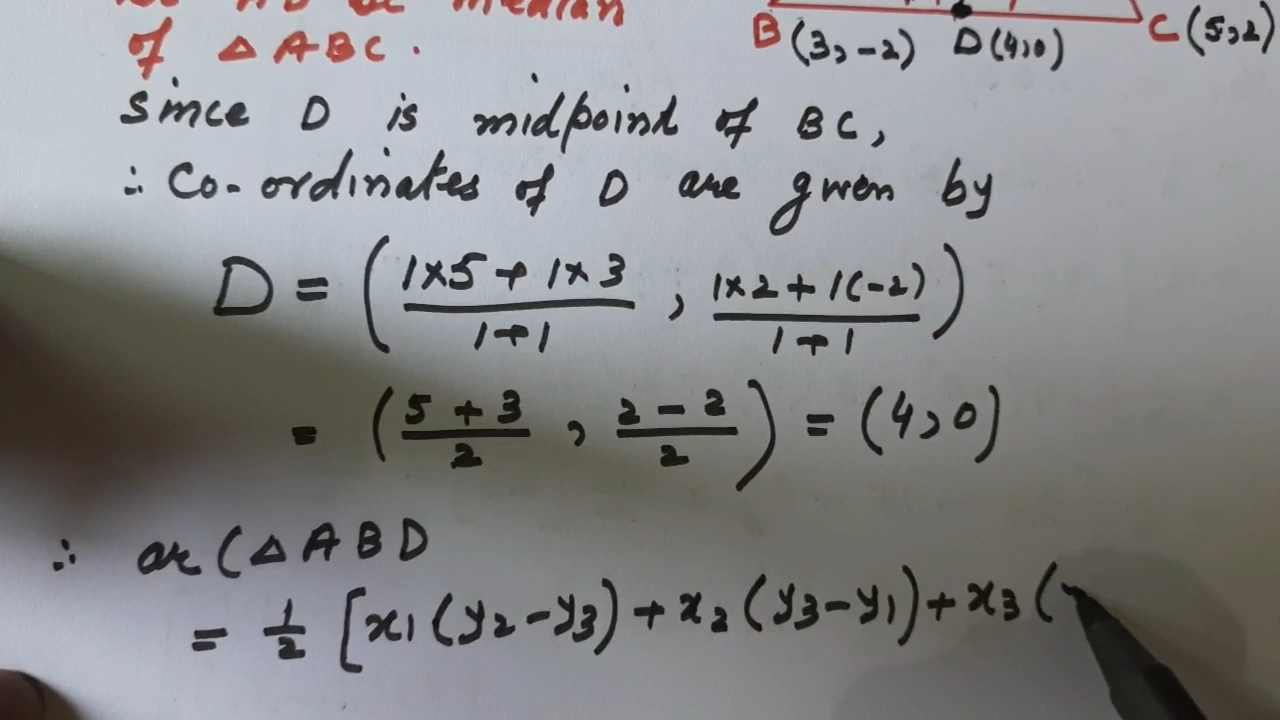 median
of △ABC.
B (3,-2) D(4,0) C(5,2)
Since D is midpoint of BC,
∴ Co-ordinates of D are given by
D = (1×5+1×3/1+1, 1×2+1(-2)/1+1)
= (5+3/2, 2-2/2) = (4,0)
∴ ar(△ABD
= 1/2 [x₁(y₂-y₃)+x₂(y₃-y₁)+x₃(